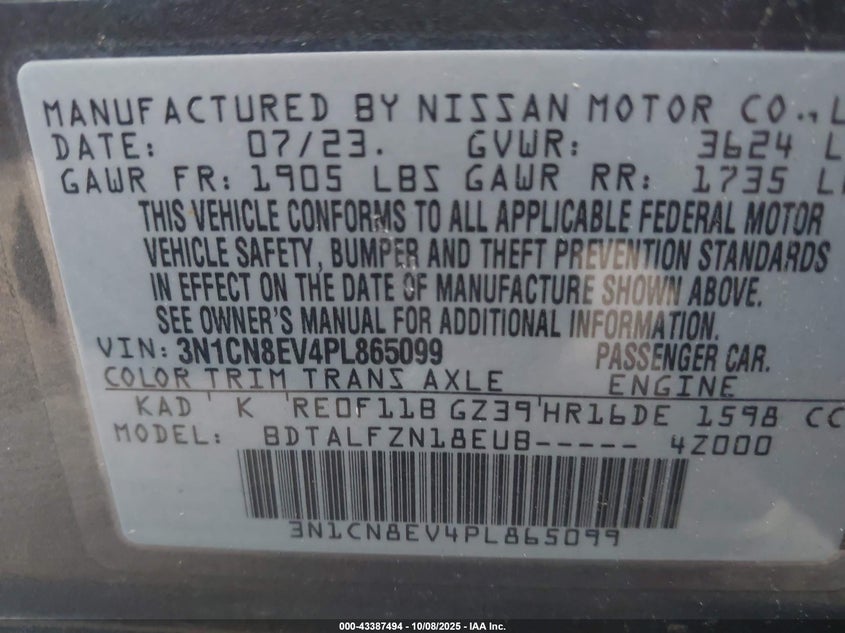 MANUFACTURED BY NISSAN MOTOR CO., L
DATE: 07/23. GVWR: 3624 L
GAWR FR: 1905 LBS GAWR RR: 1735 L
THIS VEHICLE CONFORMS TO ALL APPLICABLE FEDERAL MOTOR
VEHICLE SAFETY, BUMPER AND THEFT PREVENTION STANDARDS
IN EFFECT ON THE DATE OF MANUFACTURE SHOWN ABOVE.
SEE OWNER'S MANUAL FOR ADDITIONAL INFORMATION.
VIN: 3N1CN8EV4PL865099 PASSENGER CAR.
COLOR TRIM TRANS AXLE ENGINE
KAD K RE0F11B GZ39 HR16DE 1598 CC
MODEL: BDTALFZN18EUB----- 4Z000
3N1CN8EV4PL865099
000-43387494 - 10/08/2025 - IAA Inc.